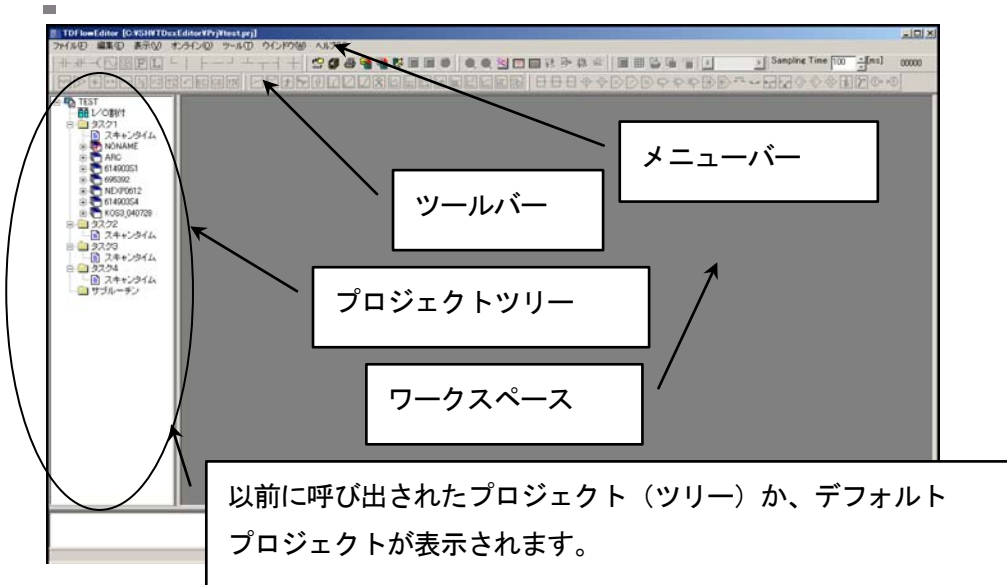 TDFlowEditor [C:¥SH¥TDsxEditor¥Prj¥test.prj]
ファイル(F) 編集(E) 表示(V) オンライン(O) ツール(T) ウインドウ(W)
Sampling Time 100 [ms] 00000
TEST
I/O割付
タスク1
スキャンタイム
NONAME
ARC
61490351
695392
NEXP0612
61490354
KOS3_040728
タスク2
スキャンタイム
タスク3
スキャンタイム
タスク4
スキャンタイム
サブルーチン
メニューバー
ツールバー
プロジェクトツリー
ワークスペース
以前に呼び出されたプロジェクト（ツリー）か、デフォルト
プロジェクトが表示されます。